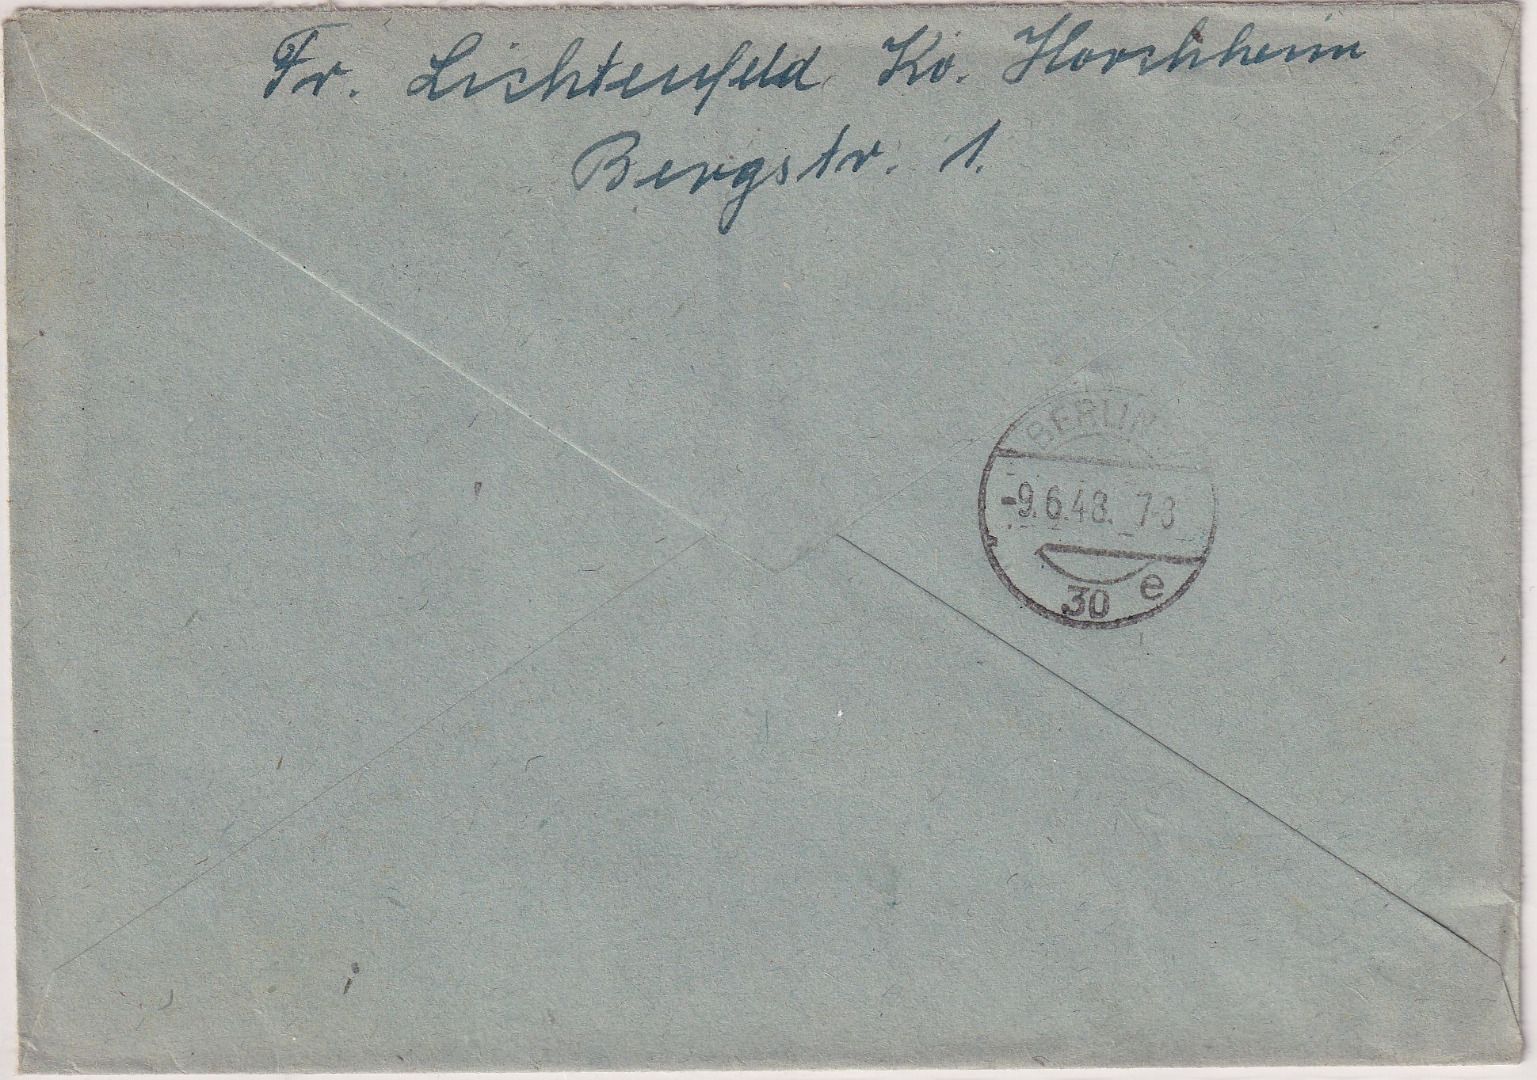 Fr. Lichtenfeld Ko. Horchheim
Bergstr. 1.
BERLIN
-9.6.48. 7-8
30 e